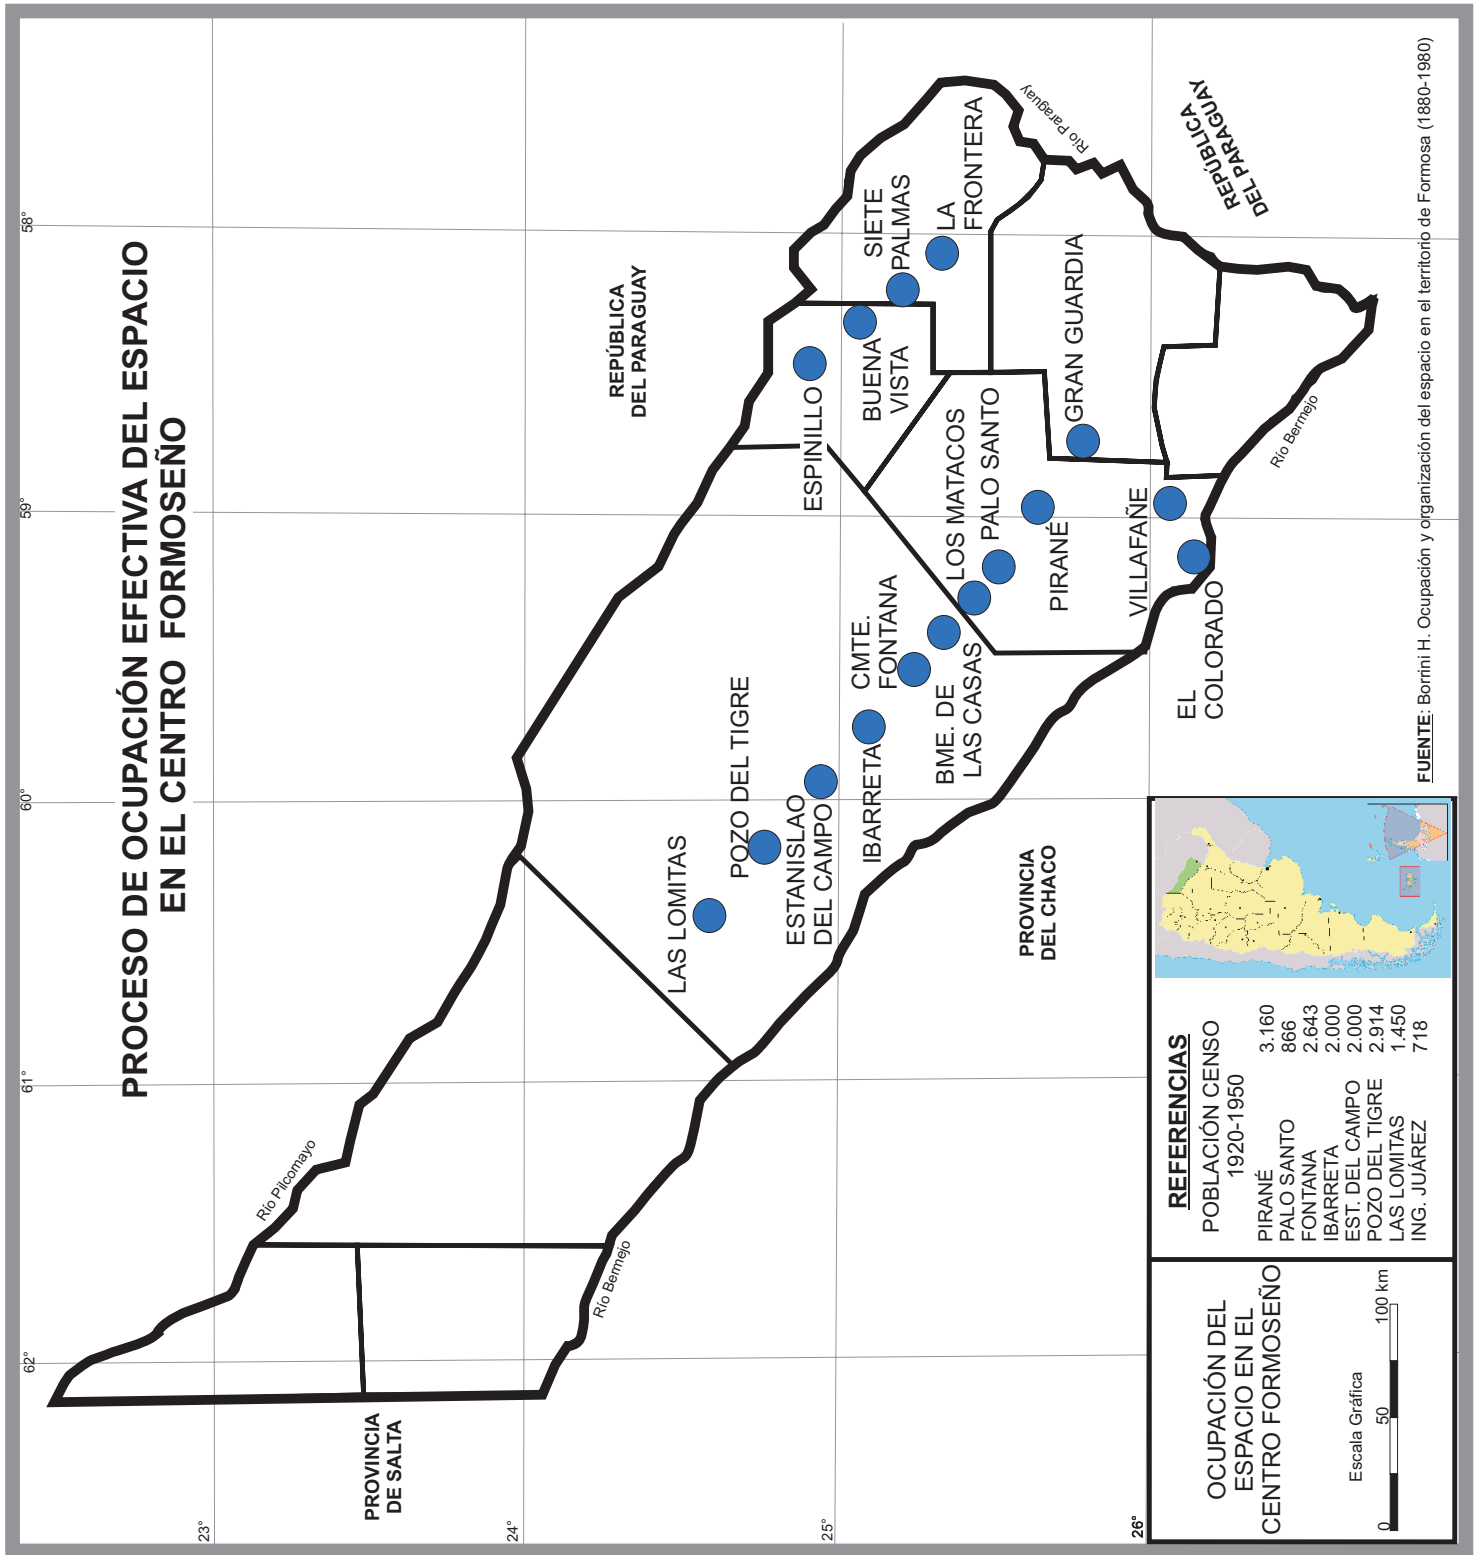 PROCESO DE OCUPACIÓN EFECTIVA DEL ESPACIO
EN EL CENTRO FORMOSEÑO
62°
61°
60°
59°
58°
23°
24°
25°
26°
Río Pilcomayo
REPÚBLICA
DEL PARAGUAY
PROVINCIA
DE SALTA
Río Bermejo
LAS LOMITAS
POZO DEL TIGRE
ESTANISLAO
DEL CAMPO
IBARRETA
CMTE.
FONTANA
BME. DE
LAS CASAS
LOS MATACOS
PALO SANTO
PIRANÉ
ESPINILLO
BUENA
VISTA
SIETE
PALMAS
LA
FRONTERA
GRAN GUARDIA
VILLAFAÑE
EL
COLORADO
PROVINCIA
DEL CHACO
Río Paraguay
REPÚBLICA
DEL PARAGUAY
Río Bermejo
OCUPACIÓN DEL
ESPACIO EN EL
CENTRO FORMOSEÑO
Escala Gráfica
0 50 100 km
REFERENCIAS
POBLACIÓN CENSO
1920-1950
PIRANÉ 3.160
PALO SANTO 866
FONTANA 2.643
IBARRETA 2.000
EST. DEL CAMPO 2.000
POZO DEL TIGRE 2.914
LAS LOMITAS 1.450
ING. JUÁREZ 718
FUENTE: Borrini H. Ocupación y organización del espacio en el territorio de Formosa (1880-1980)